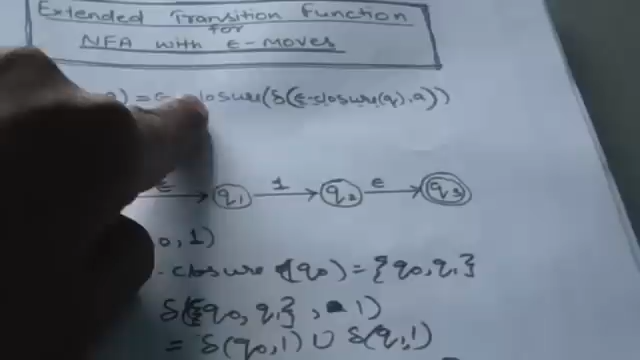 Extended Transition Function
for
NFA with ε-moves
) = ε closure(δ(ε-closure(q), a))
ε q₁ 1 q₂ ε q₃
0, 1)
-closure (q₀) = {q₀, q₁}
δ({q₀, q₁}, 1)
= δ(q₀, 1) ∪ δ(q₁, 1)